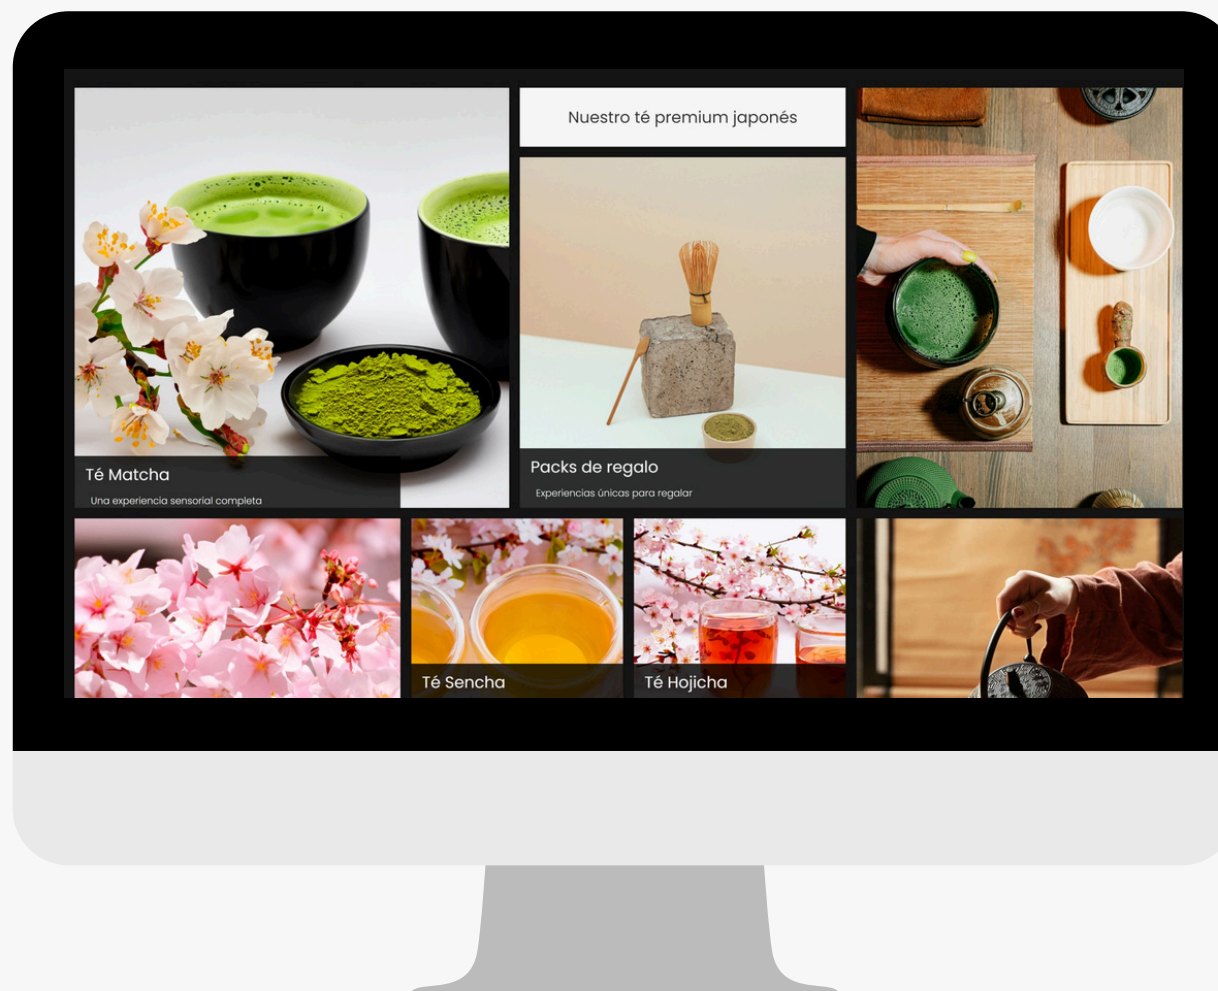 Nuestro té premium japonés
Té Matcha
Una experiencia sensorial completa
Packs de regalo
Experiencias únicas para regalar
Té Sencha
Té Hojicha